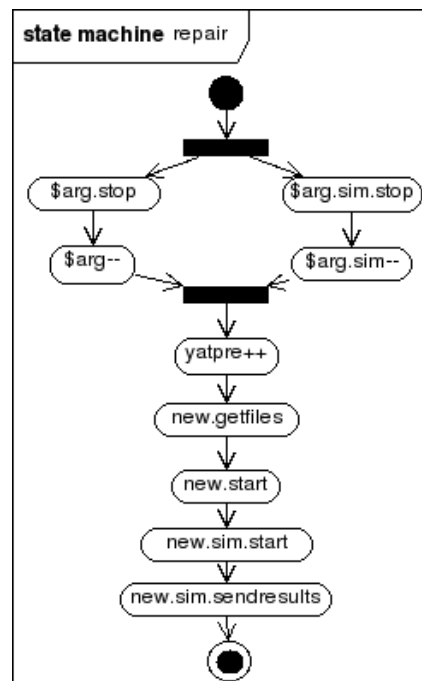 state machine repair
$arg.stop
$arg.sim.stop
$arg--
$arg.sim--
yatpre++
new.getfiles
new.start
new.sim.start
new.sim.sendresults